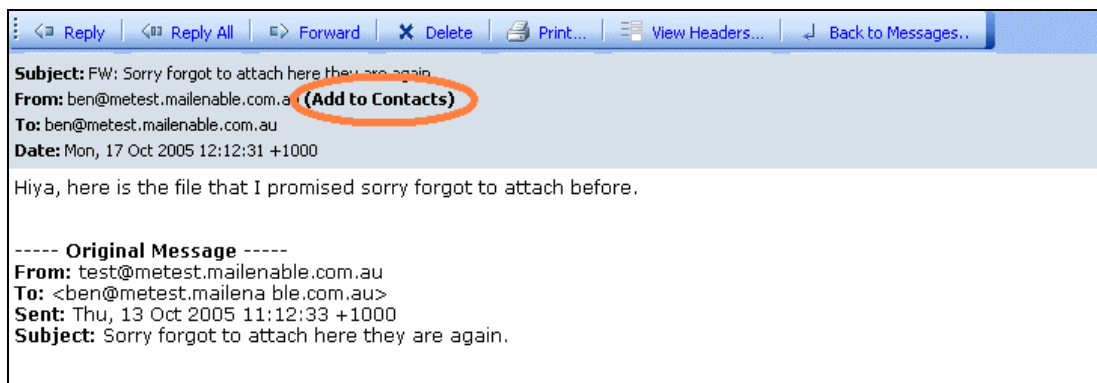 Reply Reply All Forward Delete Print... View Headers... Back to Messages..
Subject: FW: Sorry forgot to attach here they are again
From: ben@metest.mailenable.com.au (Add to Contacts)
To: ben@metest.mailenable.com.au
Date: Mon, 17 Oct 2005 12:12:31 +1000
Hiya, here is the file that I promised sorry forgot to attach before.
----- Original Message -----
From: test@metest.mailenable.com.au
To: <ben@metest.mailena ble.com.au>
Sent: Thu, 13 Oct 2005 11:12:33 +1000
Subject: Sorry forgot to attach here they are again.